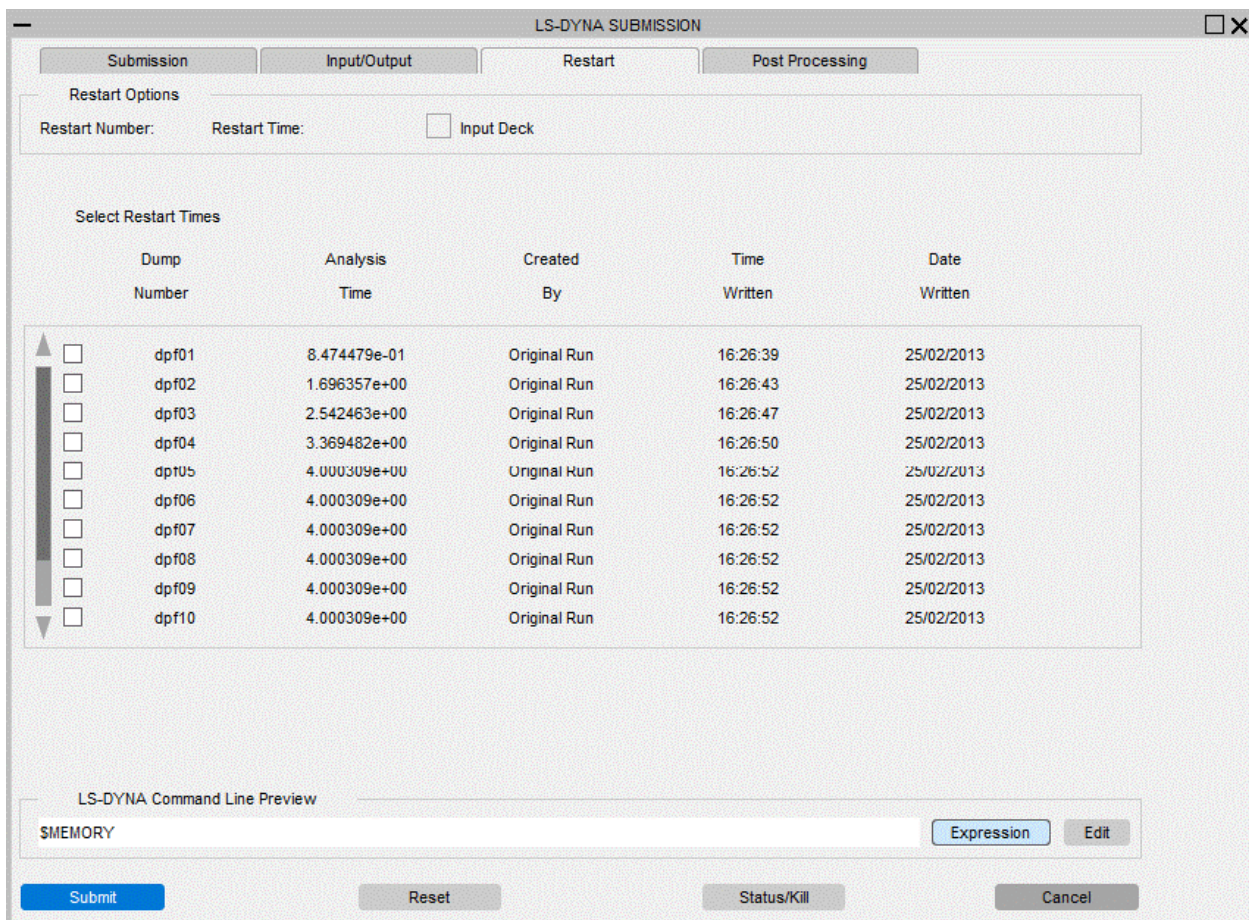 LS-DYNA SUBMISSION
Submission Input/Output Restart Post Processing
Restart Options
Restart Number: Restart Time: Input Deck
Select Restart Times
Dump Analysis Created Time Date
Number Time By Written Written
dpf01 8.474479e-01 Original Run 16:26:39 25/02/2013
dpf02 1.696357e+00 Original Run 16:26:43 25/02/2013
dpf03 2.542463e+00 Original Run 16:26:47 25/02/2013
dpf04 3.369482e+00 Original Run 16:26:50 25/02/2013
dpf05 4.000309e+00 Original Run 16:26:52 25/02/2013
dpf06 4.000309e+00 Original Run 16:26:52 25/02/2013
dpf07 4.000309e+00 Original Run 16:26:52 25/02/2013
dpf08 4.000309e+00 Original Run 16:26:52 25/02/2013
dpf09 4.000309e+00 Original Run 16:26:52 25/02/2013
dpf10 4.000309e+00 Original Run 16:26:52 25/02/2013
LS-DYNA Command Line Preview
$MEMORY Expression Edit
Submit Reset Status/Kill Cancel